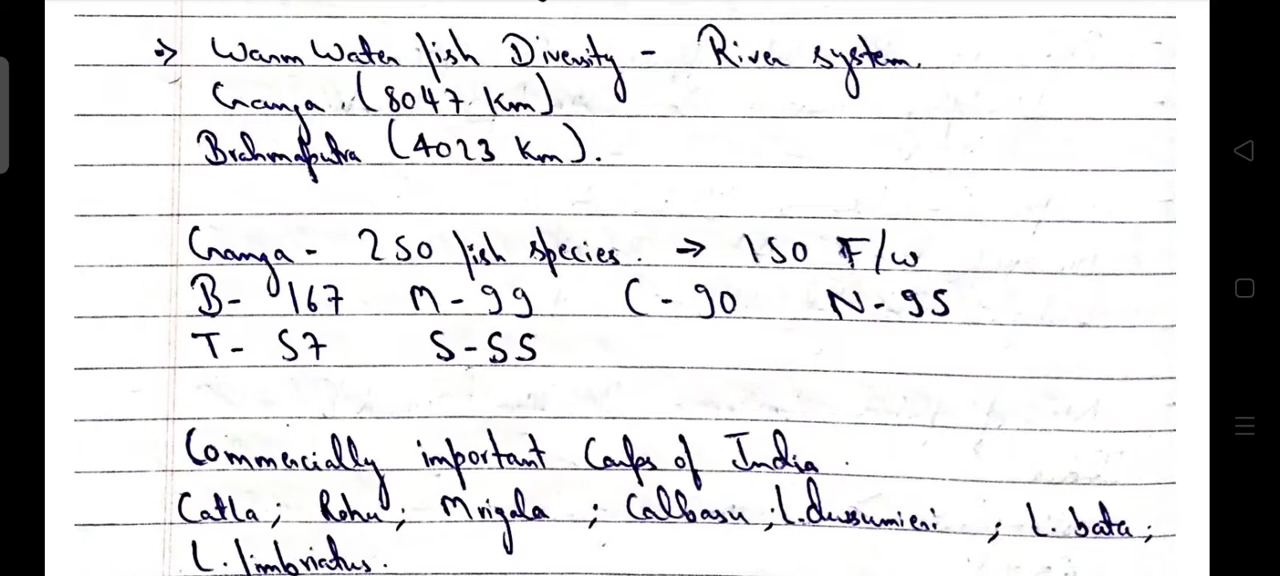 => Warm Water fish Diversity - River system.
Ganga (8047 Km)
Brahmaputra (4023 Km).
Ganga - 250 fish species. → 150 F/w
B - 167 M - 99 C - 90 N - 95
T - 57 S - 55
Commercially important Carps of India.
Catla; Rohu; Mrigala; Calbasu; L. dussumieri; L. bata;
L. fimbriatus.